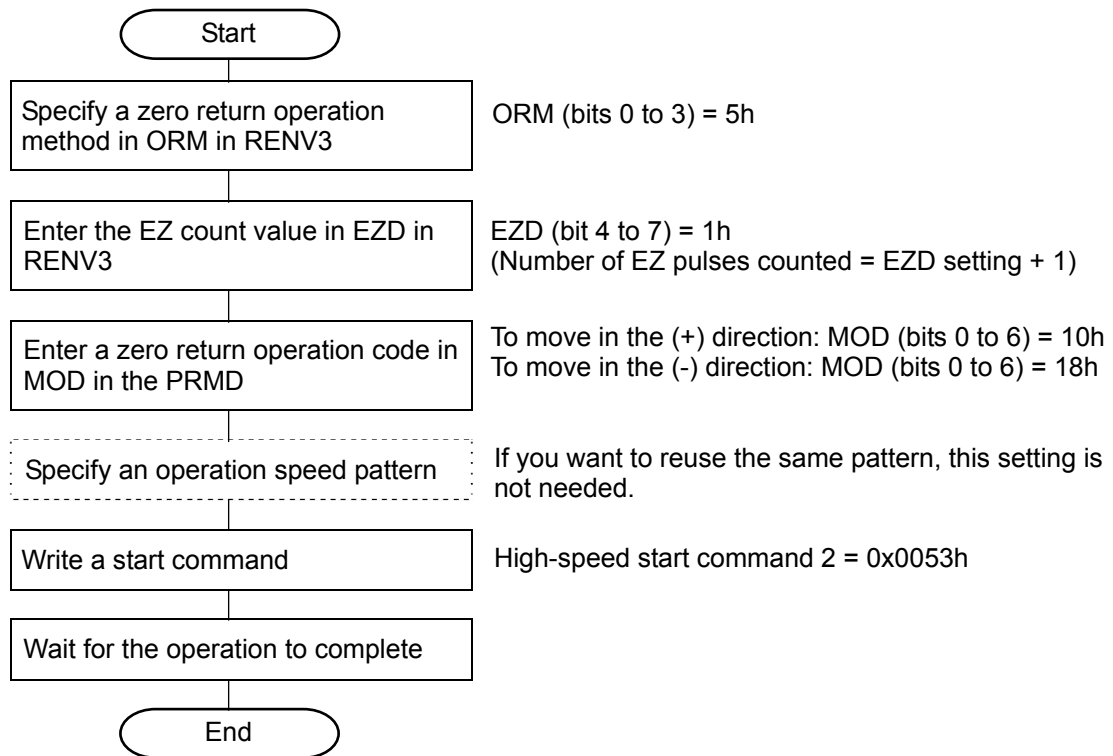 Start
Specify a zero return operation
method in ORM in RENV3
ORM (bits 0 to 3) = 5h
Enter the EZ count value in EZD in
RENV3
EZD (bit 4 to 7) = 1h
(Number of EZ pulses counted = EZD setting + 1)
Enter a zero return operation code in
MOD in the PRMD
To move in the (+) direction: MOD (bits 0 to 6) = 10h
To move in the (-) direction: MOD (bits 0 to 6) = 18h
Specify an operation speed pattern
If you want to reuse the same pattern, this setting is
not needed.
Write a start command
High-speed start command 2 = 0x0053h
Wait for the operation to complete
End